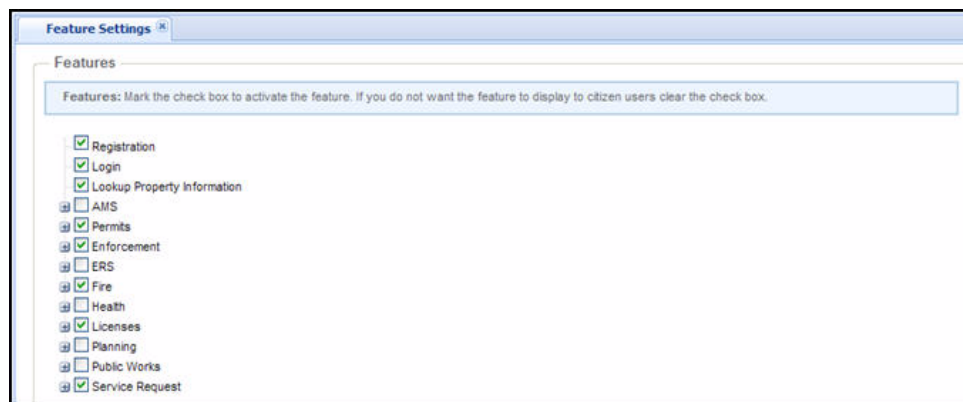 Feature Settings
Features
Features: Mark the check box to activate the feature. If you do not want the feature to display to citizen users clear the check box.
Registration
Login
Lookup Property Information
AMS
Permits
Enforcement
ERS
Fire
Health
Licenses
Planning
Public Works
Service Request